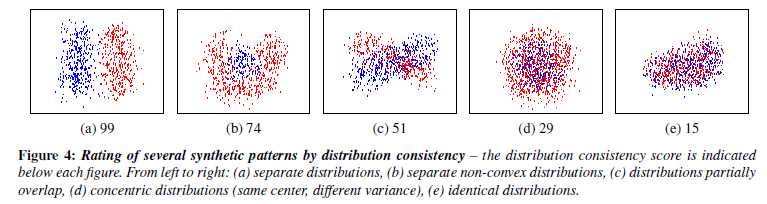 (a) 99 (b) 74 (c) 51 (d) 29 (e) 15
Figure 4: Rating of several synthetic patterns by distribution consistency – the distribution consistency score is indicated
below each figure. From left to right: (a) separate distributions, (b) separate non-convex distributions, (c) distributions partially
overlap, (d) concentric distributions (same center, different variance), (e) identical distributions.